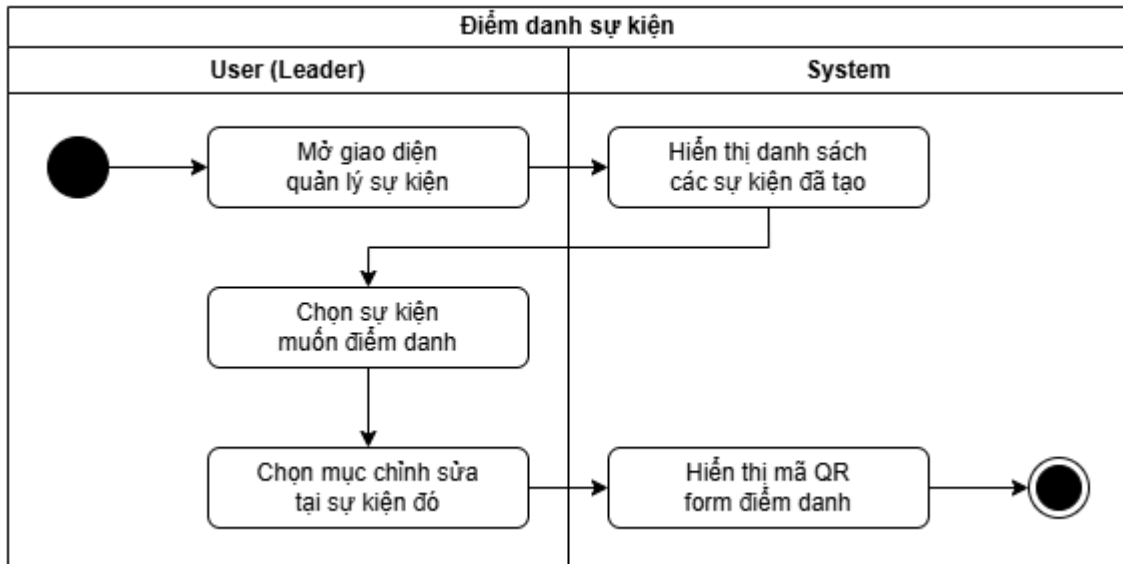 Điểm danh sự kiện
User (Leader)
System
Mở giao diện
quản lý sự kiện
Hiển thị danh sách
các sự kiện đã tạo
Chọn sự kiện
muốn điểm danh
Chọn mục chỉnh sửa
tại sự kiện đó
Hiển thị mã QR
form điểm danh